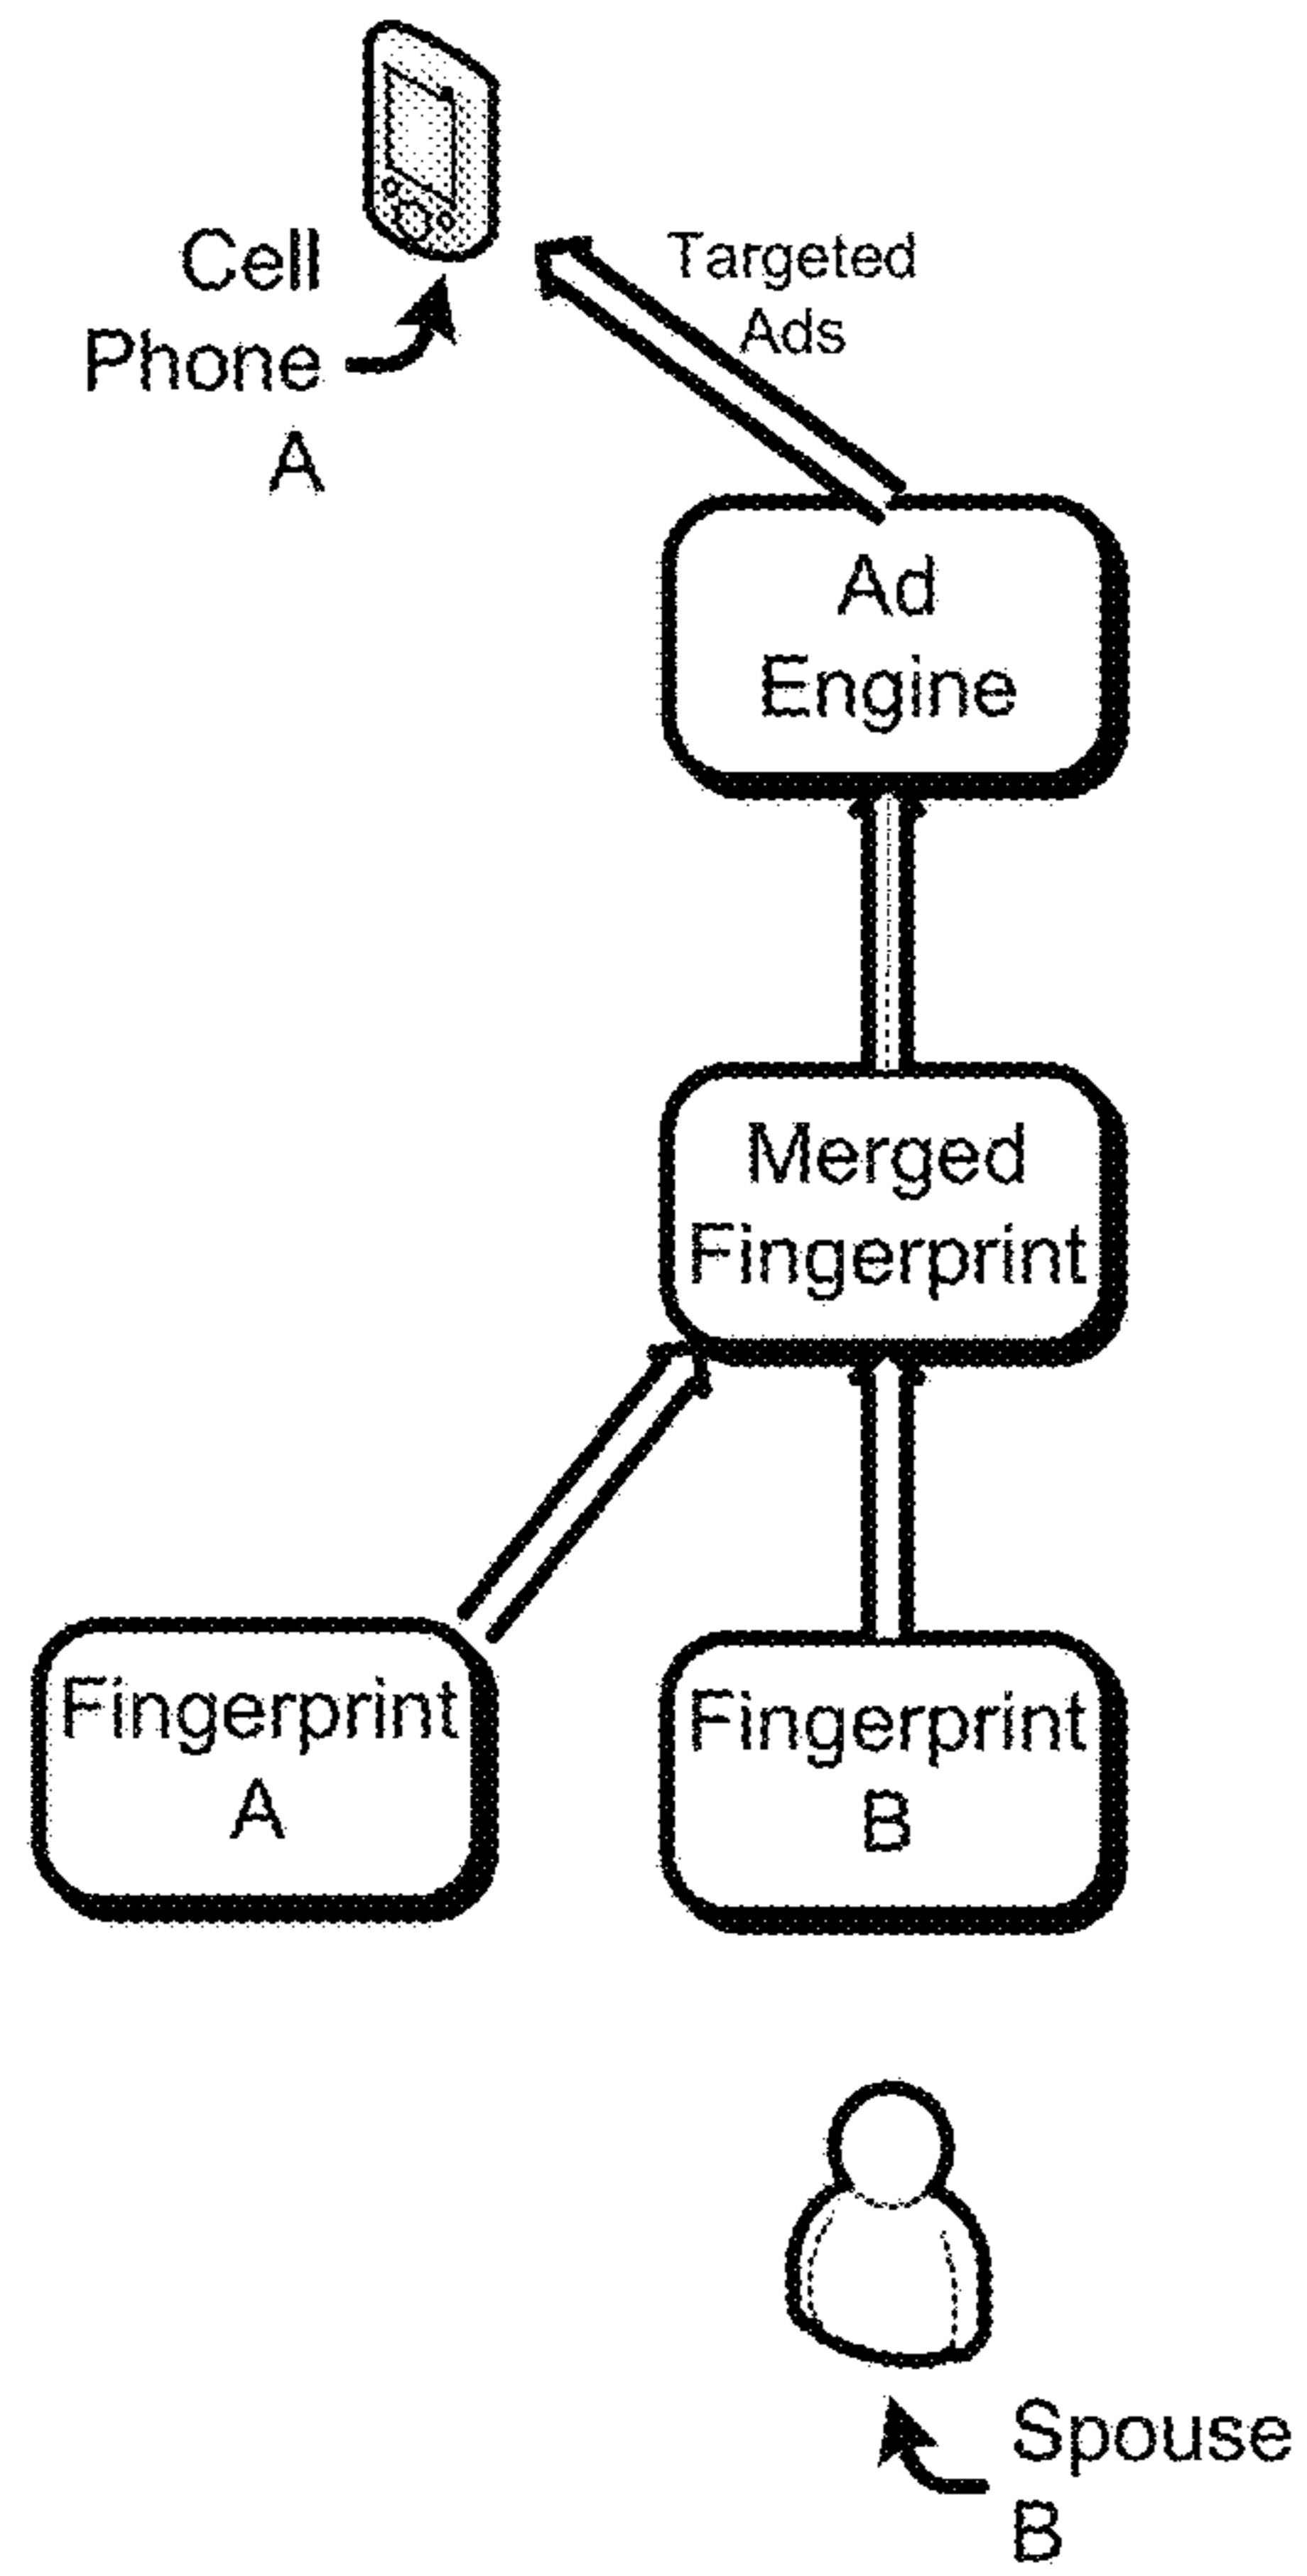 Cell
Phone
A
Targeted
Ads
Ad
Engine
Merged
Fingerprint
Fingerprint
A
Fingerprint
B
Spouse
B